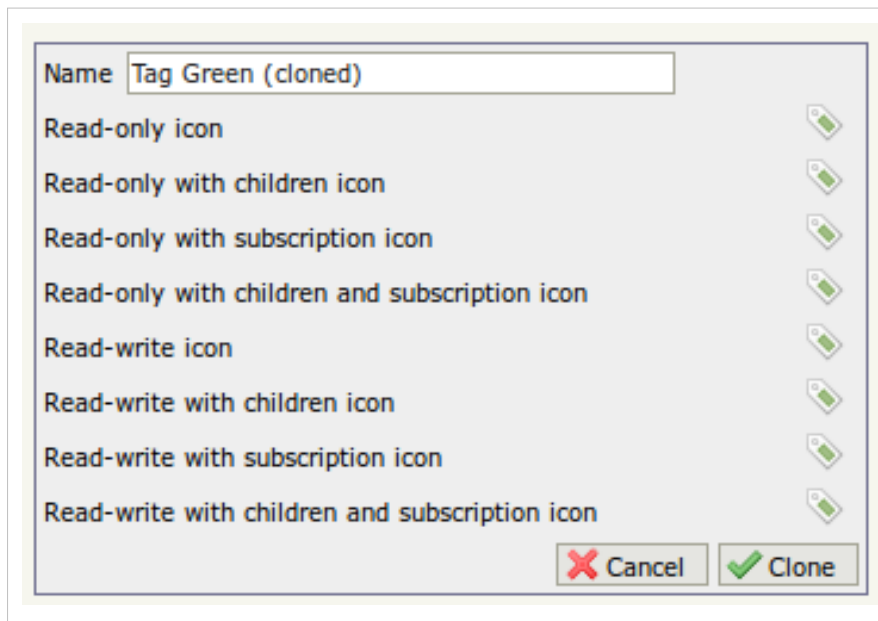 Name Tag Green (cloned)
Read-only icon
Read-only with children icon
Read-only with subscription icon
Read-only with children and subscription icon
Read-write icon
Read-write with children icon
Read-write with subscription icon
Read-write with children and subscription icon
Cancel Clone